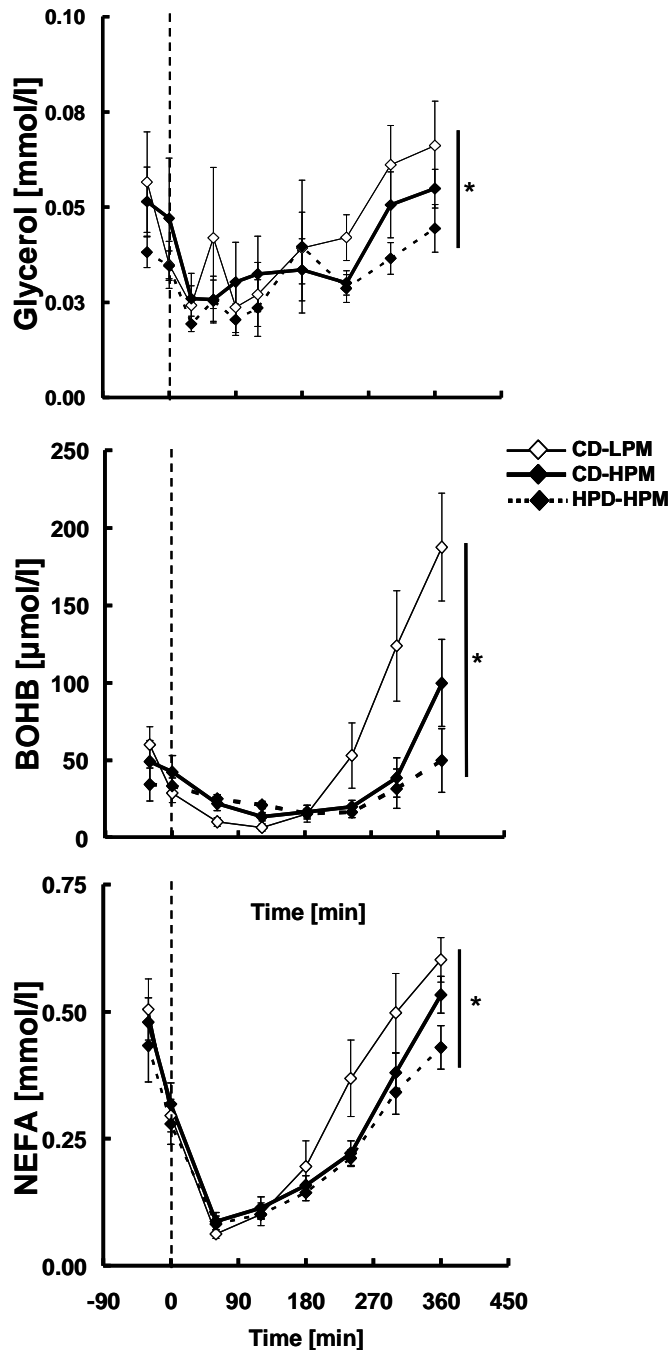 0.10
0.08
0.05
0.03
0.00
Glycerol [mmol/l]
*
250
200
150
100
50
0
BOHB [µmol/l]
*
CD-LPM
CD-HPM
HPD-HPM
0.75
0.50
0.25
0.00
NEFA [mmol/l]
Time [min]
*
-90 0 90 180 270 360 450
Time [min]